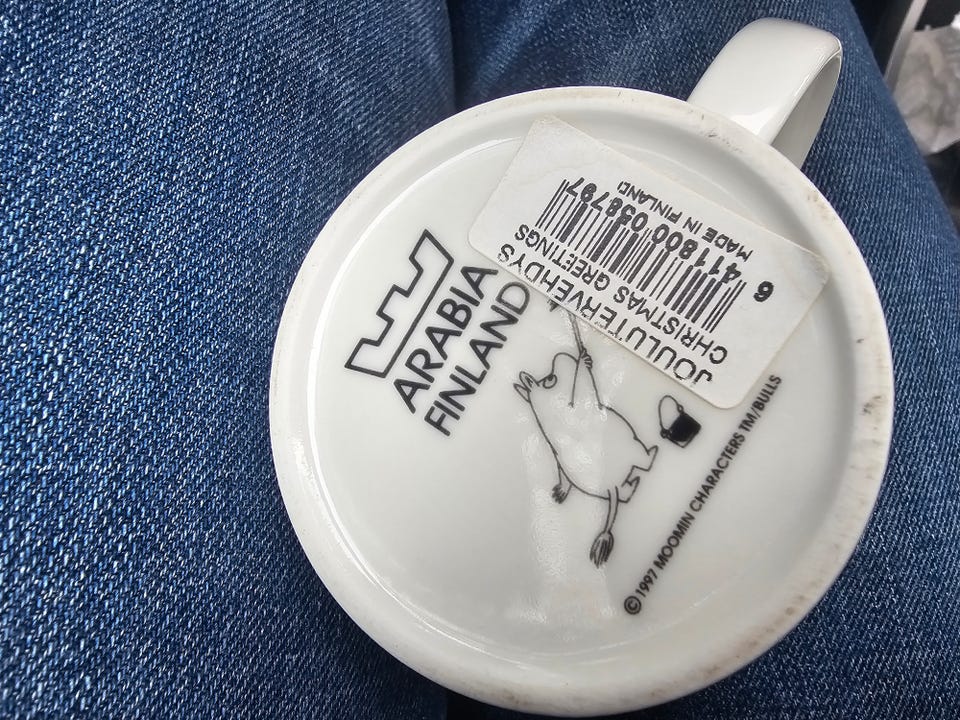 ARABIA
FINLAND
JOULUTERVEHDYS
CHRISTMAS GREETINGS
6 411800 058797
MADE IN FINLAND
© 1997 MOOMIN CHARACTERS TM/BULLS